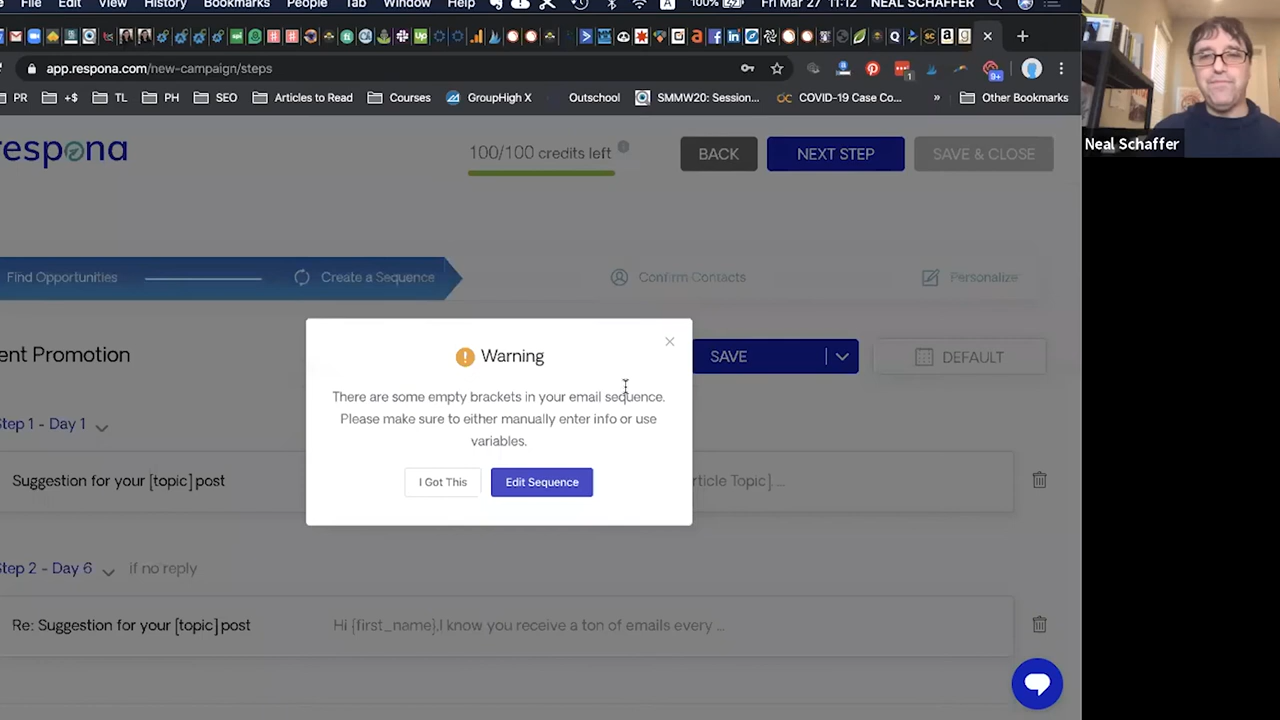 File Edit View History Bookmarks People Tab Window Help 100% Fri Mar 27 11:12 NEAL SCHAFFER
app.respona.com/new-campaign/steps
PR +$ TL PH SEO Articles to Read Courses GroupHigh X Outschool SMMW20: Session... COVID-19 Case Co... » Other Bookmarks
respona
100/100 credits left
BACK
NEXT STEP
SAVE & CLOSE
Neal Schaffer
Find Opportunities
Create a Sequence
Confirm Contacts
Personalize
ent Promotion
SAVE
DEFAULT
Warning
There are some empty brackets in your email sequence.
Please make sure to either manually enter info or use
variables.
I Got This
Edit Sequence
Step 1 - Day 1
Suggestion for your [topic] post
rticle Topic]. ...
Step 2 - Day 6
if no reply
Re: Suggestion for your [topic] post
Hi {first_name},I know you receive a ton of emails every ...